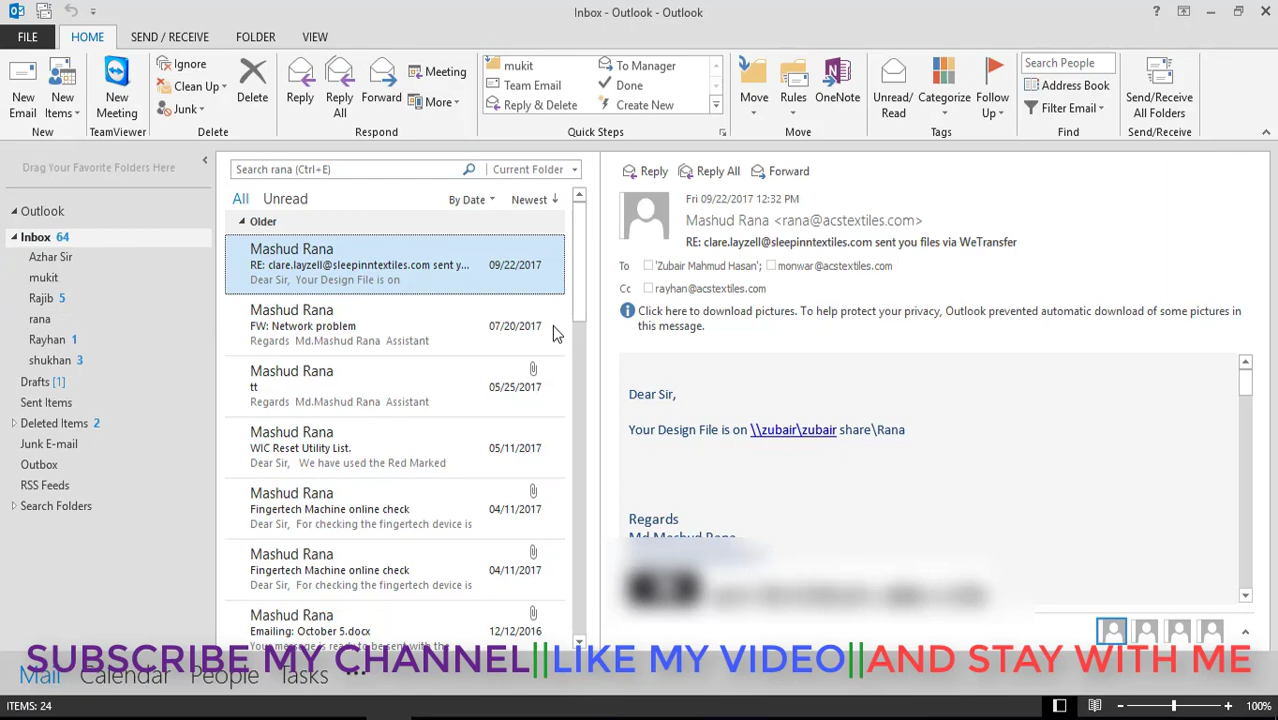 Inbox - Outlook - Outlook
?
FILE HOME SEND / RECEIVE FOLDER VIEW
New Email
New Items
New
New Meeting
TeamViewer
Ignore
Clean Up
Junk
Delete
Delete
Reply
Reply All
Forward
Meeting
More
Respond
mukit
Team Email
Reply & Delete
To Manager
Done
Create New
Quick Steps
Move
Rules
OneNote
Move
Unread/ Read
Categorize
Follow Up
Tags
Search People
Address Book
Filter Email
Find
Send/Receive All Folders
Send/Receive
Drag Your Favorite Folders Here
Outlook
Inbox 64
Azhar Sir
mukit
Rajib 5
rana
Rayhan 1
shukhan 3
Drafts [1]
Sent Items
Deleted Items 2
Junk E-mail
Outbox
RSS Feeds
Search Folders
Search rana (Ctrl+E) Current Folder
All Unread By Date Newest
Older
Mashud Rana
RE: clare.layzell@sleepinntextiles.com sent y... 09/22/2017
Dear Sir, Your Design File is on
Mashud Rana
FW: Network problem 07/20/2017
Regards Md.Mashud Rana Assistant
Mashud Rana
tt 05/25/2017
Regards Md.Mashud Rana Assistant
Mashud Rana
WIC Reset Utility List. 05/11/2017
Dear Sir, We have used the Red Marked
Mashud Rana
Fingertech Machine online check 04/11/2017
Dear Sir, For checking the fingertech device is
Mashud Rana
Fingertech Machine online check 04/11/2017
Dear Sir, For checking the fingertech device is
Mashud Rana
Emailing: October 5.docx 12/12/2016
Your message is ready to be sent with the
Reply Reply All Forward
Fri 09/22/2017 12:32 PM
Mashud Rana <rana@acstextiles.com>
RE: clare.layzell@sleepinntextiles.com sent you files via WeTransfer
To 'Zubair Mahmud Hasan'; monwar@acstextiles.com
Cc rayhan@acstextiles.com
Click here to download pictures. To help protect your privacy, Outlook prevented automatic download of some pictures in
this message.
Dear Sir,
Your Design File is on \\zubair\zubair share\Rana
Regards
Md.Mashud Rana
SUBSCRIBE MY CHANNEL||LIKE MY VIDEO||AND STAY WITH ME
Mail Calendar People Tasks ...
ITEMS: 24 100%